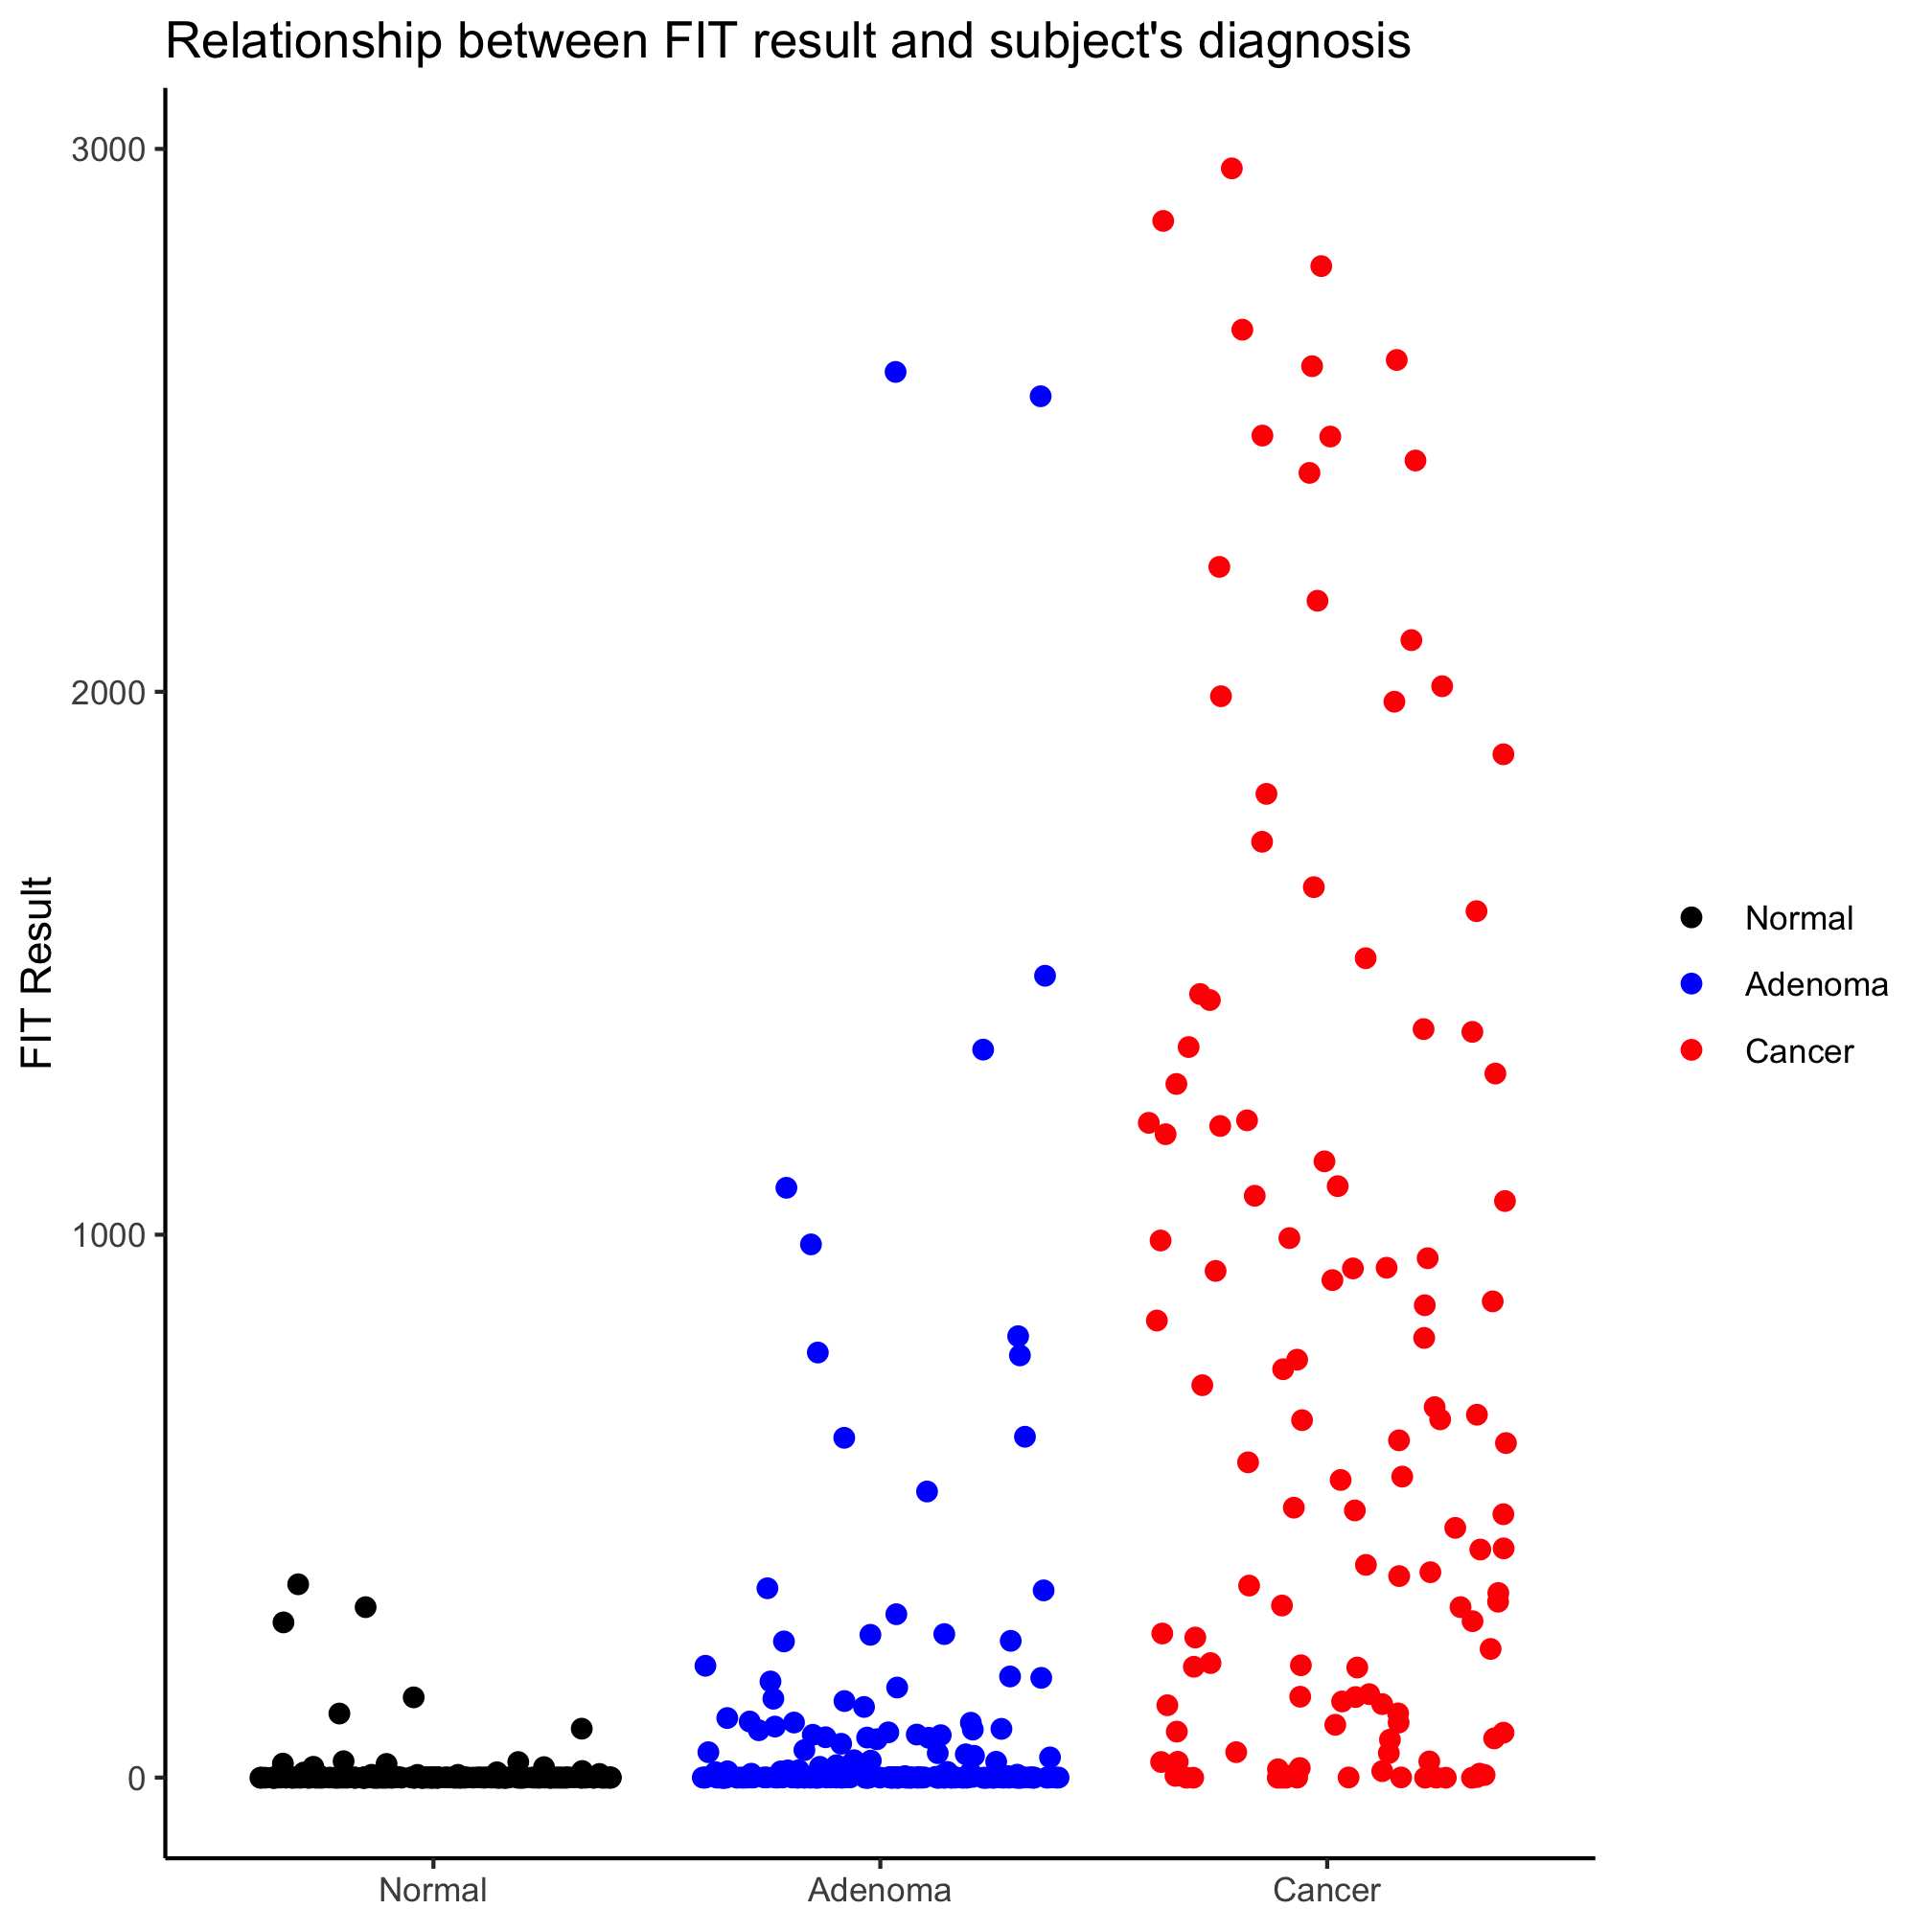 Relationship between FIT result and subject's diagnosis
3000
2000
1000
0
FIT Result
Normal
Adenoma
Cancer
Normal
Adenoma
Cancer